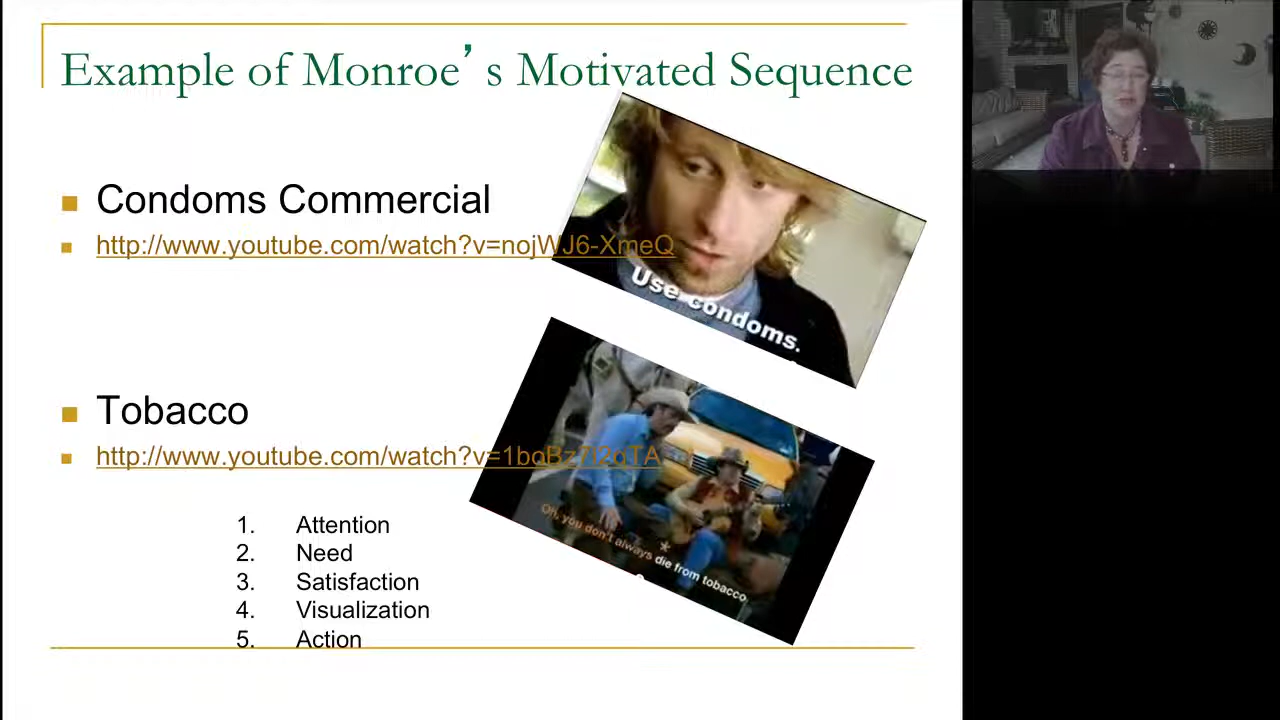 Example of Monroe’s Motivated Sequence
Condoms Commercial
http://www.youtube.com/watch?v=nojWJ6-XmeQ
Use condoms.
Tobacco
http://www.youtube.com/watch?v=1boBz7i2oTA
Oh, you don't always die from tobacco
1. Attention
2. Need
3. Satisfaction
4. Visualization
5. Action